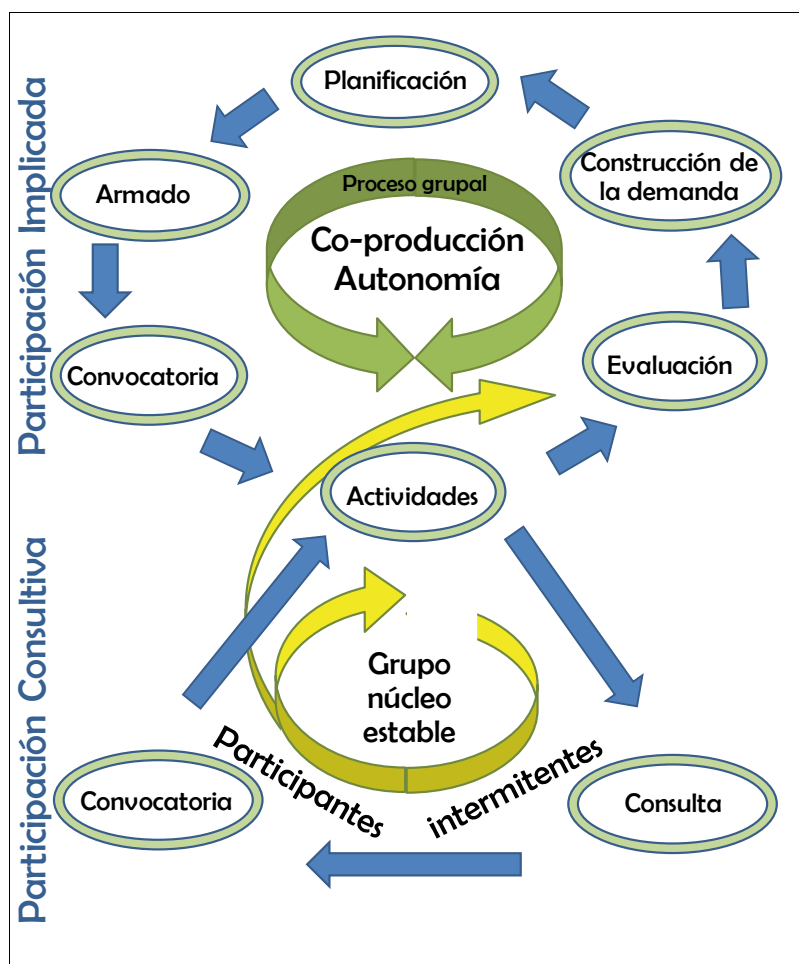 Participación Implicada
Planificación
Construcción de
la demanda
Armado
Proceso grupal
Co-producción
Autonomía
Convocatoria
Evaluación
Actividades
Participación Consultiva
Grupo
núcleo
estable
Participantes intermitentes
Convocatoria
Consulta